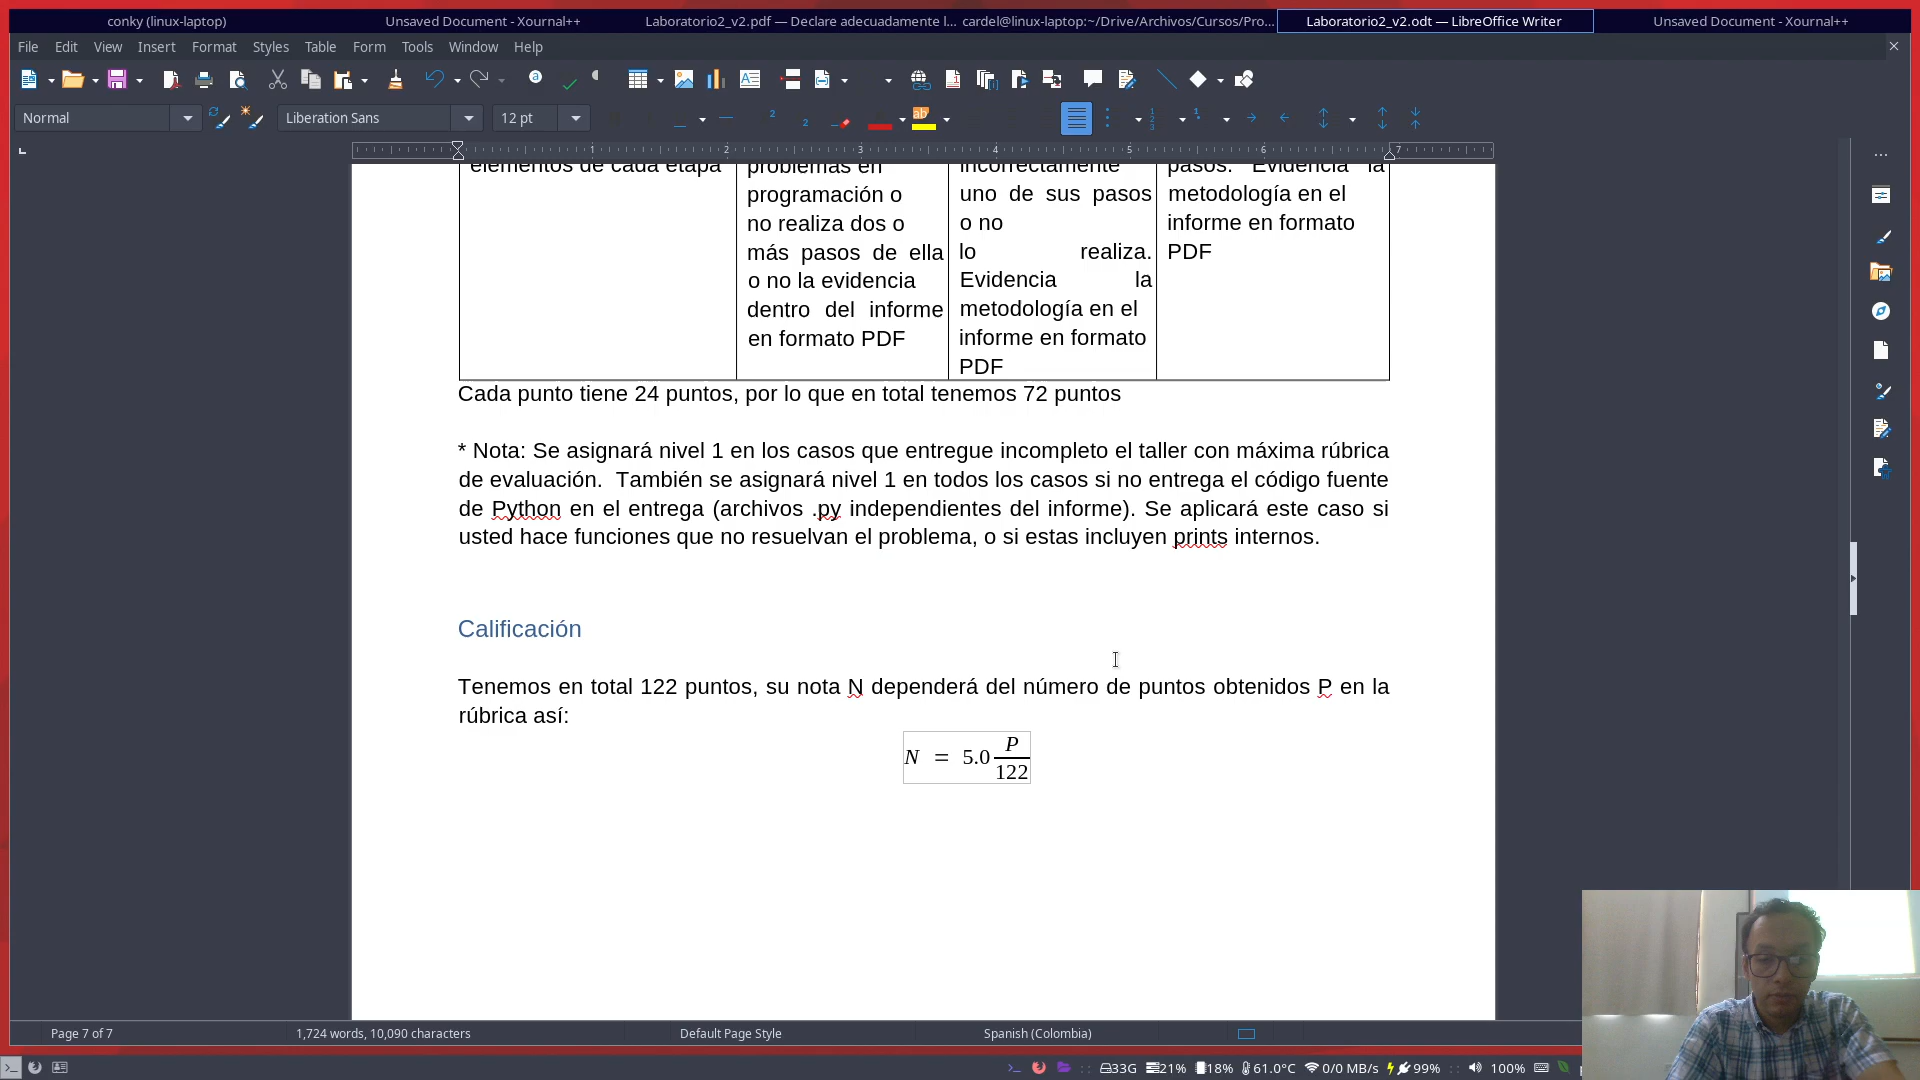 conky (linux-laptop)
Unsaved Document - Xournal++
Laboratorio2_v2.pdf — Declare adecuadamente l...
cardel@linux-laptop:~/Drive/Archivos/Cursos/Pro...
Laboratorio2_v2.odt — LibreOffice Writer
Unsaved Document - Xournal++
File Edit View Insert Format Styles Table Form Tools Window Help
Normal
Liberation Sans
12 pt
1 2 3 4 5 6 7
elementos de cada etapa
problemas en
programación o
no realiza dos o
más pasos de ella
o no la evidencia
dentro del informe
en formato PDF
incorrectamente
uno de sus pasos
o no
lo realiza.
Evidencia la
metodología en el
informe en formato
PDF
pasos. Evidencia la
metodología en el
informe en formato
PDF
Cada punto tiene 24 puntos, por lo que en total tenemos 72 puntos
* Nota: Se asignará nivel 1 en los casos que entregue incompleto el taller con máxima rúbrica
de evaluación. También se asignará nivel 1 en todos los casos si no entrega el código fuente
de Python en el entrega (archivos .py independientes del informe). Se aplicará este caso si
usted hace funciones que no resuelvan el problema, o si estas incluyen prints internos.
Calificación
Tenemos en total 122 puntos, su nota N dependerá del número de puntos obtenidos P en la
rúbrica así:
N = 5.0 P/122
Page 7 of 7
1,724 words, 10,090 characters
Default Page Style
Spanish (Colombia)
33G 21% 18% 61.0°C 0/0 MB/s 99% :: 100%